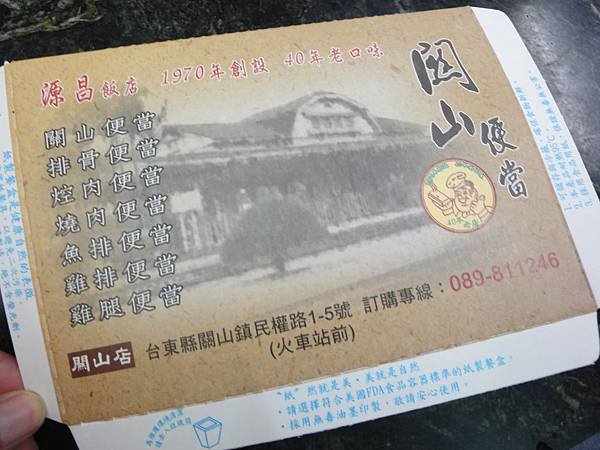 源昌飯店 1970年創設 40年老口味
關山便當
關山便當
排骨便當
焢肉便當
燒肉便當
魚排便當
雞排便當
雞腿便當
40年老店
關山店
台東縣關山鎮民權路1-5號 訂購專線：089-811246
(火車站前)
"紙"然就是美，美就是自然
·請選擇符合美國FDA食品容器標準的紙製餐盒。
·採用無毒油墨印製，敬請安心使用。